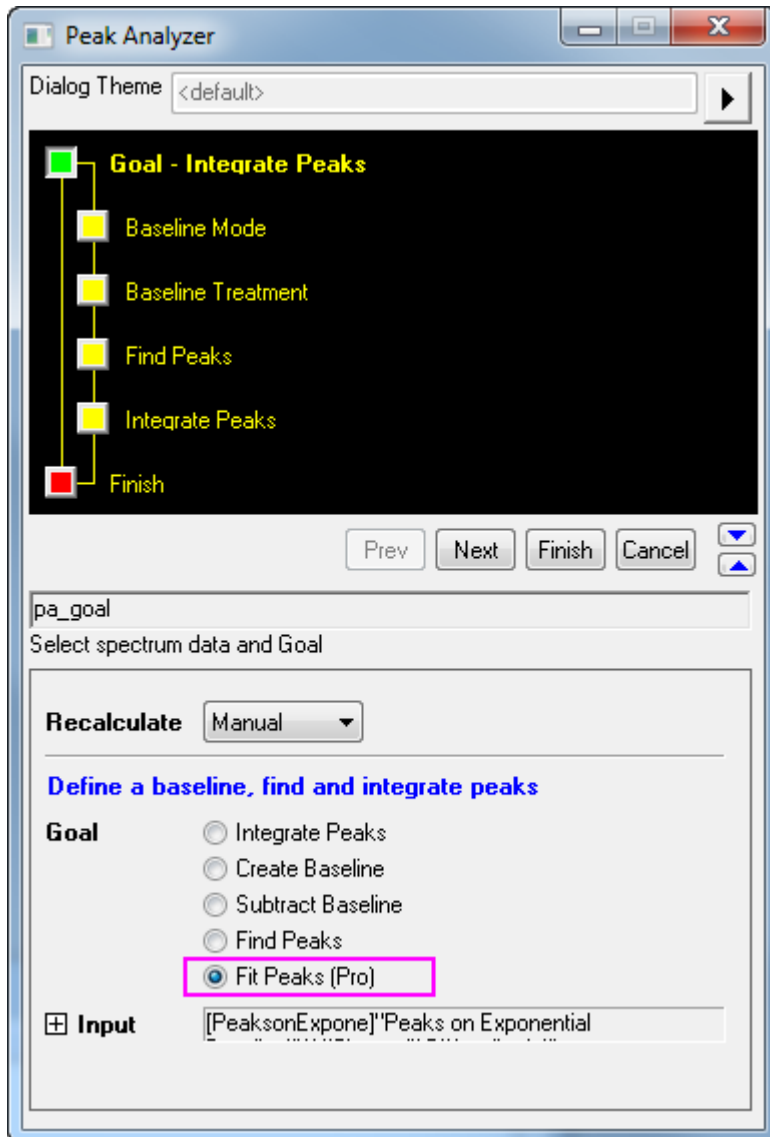 Peak Analyzer
Dialog Theme <default>
Goal - Integrate Peaks
Baseline Mode
Baseline Treatment
Find Peaks
Integrate Peaks
Finish
Prev Next Finish Cancel
pa_goal
Select spectrum data and Goal
Recalculate Manual
Define a baseline, find and integrate peaks
Goal Integrate Peaks
Create Baseline
Subtract Baseline
Find Peaks
Fit Peaks (Pro)
Input [PeaksonExpone]"Peaks on Exponential